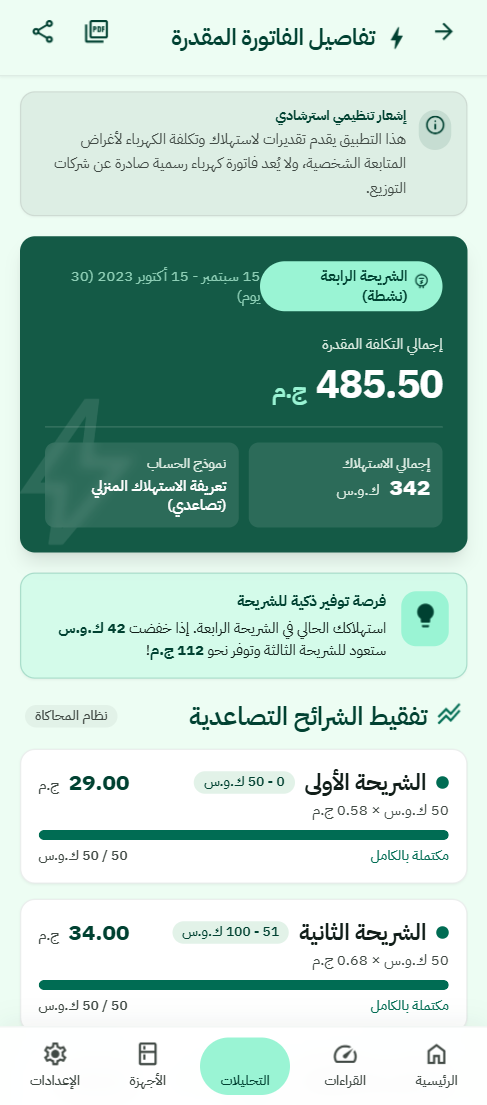 تفاصيل الفاتورة المقدرة
PDF
إشعار تنظيمي استرشادي
هذا التطبيق يقدم تقديرات لاستهلاك وتكلفة الكهرباء لأغراض
المتابعة الشخصية، ولا يُعد فاتورة كهرباء رسمية صادرة عن شركات
التوزيع.
الشريحة الرابعة
(نشطة)
15 سبتمبر - 15 أكتوبر 2023 (30
يوم)
إجمالي التكلفة المقدرة
485.50 ج.م
إجمالي الاستهلاك
342 ك.و.س
نموذج الحساب
تعريفة الاستهلاك المنزلي
(تصاعدي)
فرصة توفير ذكية للشريحة
استهلاكك الحالي في الشريحة الرابعة. إذا خفضت 42 ك.و.س
ستعود للشريحة الثالثة وتوفر نحو 112 ج.م!
تفقيط الشرائح التصاعدية
نظام المحاكاة
الشريحة الأولى
0 - 50 ك.و.س
29.00 ج.م
50 ك.و.س × 0.58 ج.م
مكتملة بالكامل
50 / 50 ك.و.س
الشريحة الثانية
51 - 100 ك.و.س
34.00 ج.م
50 ك.و.س × 0.68 ج.م
مكتملة بالكامل
50 / 50 ك.و.س
الرئيسية
القراءات
التحليلات
الأجهزة
الإعدادات